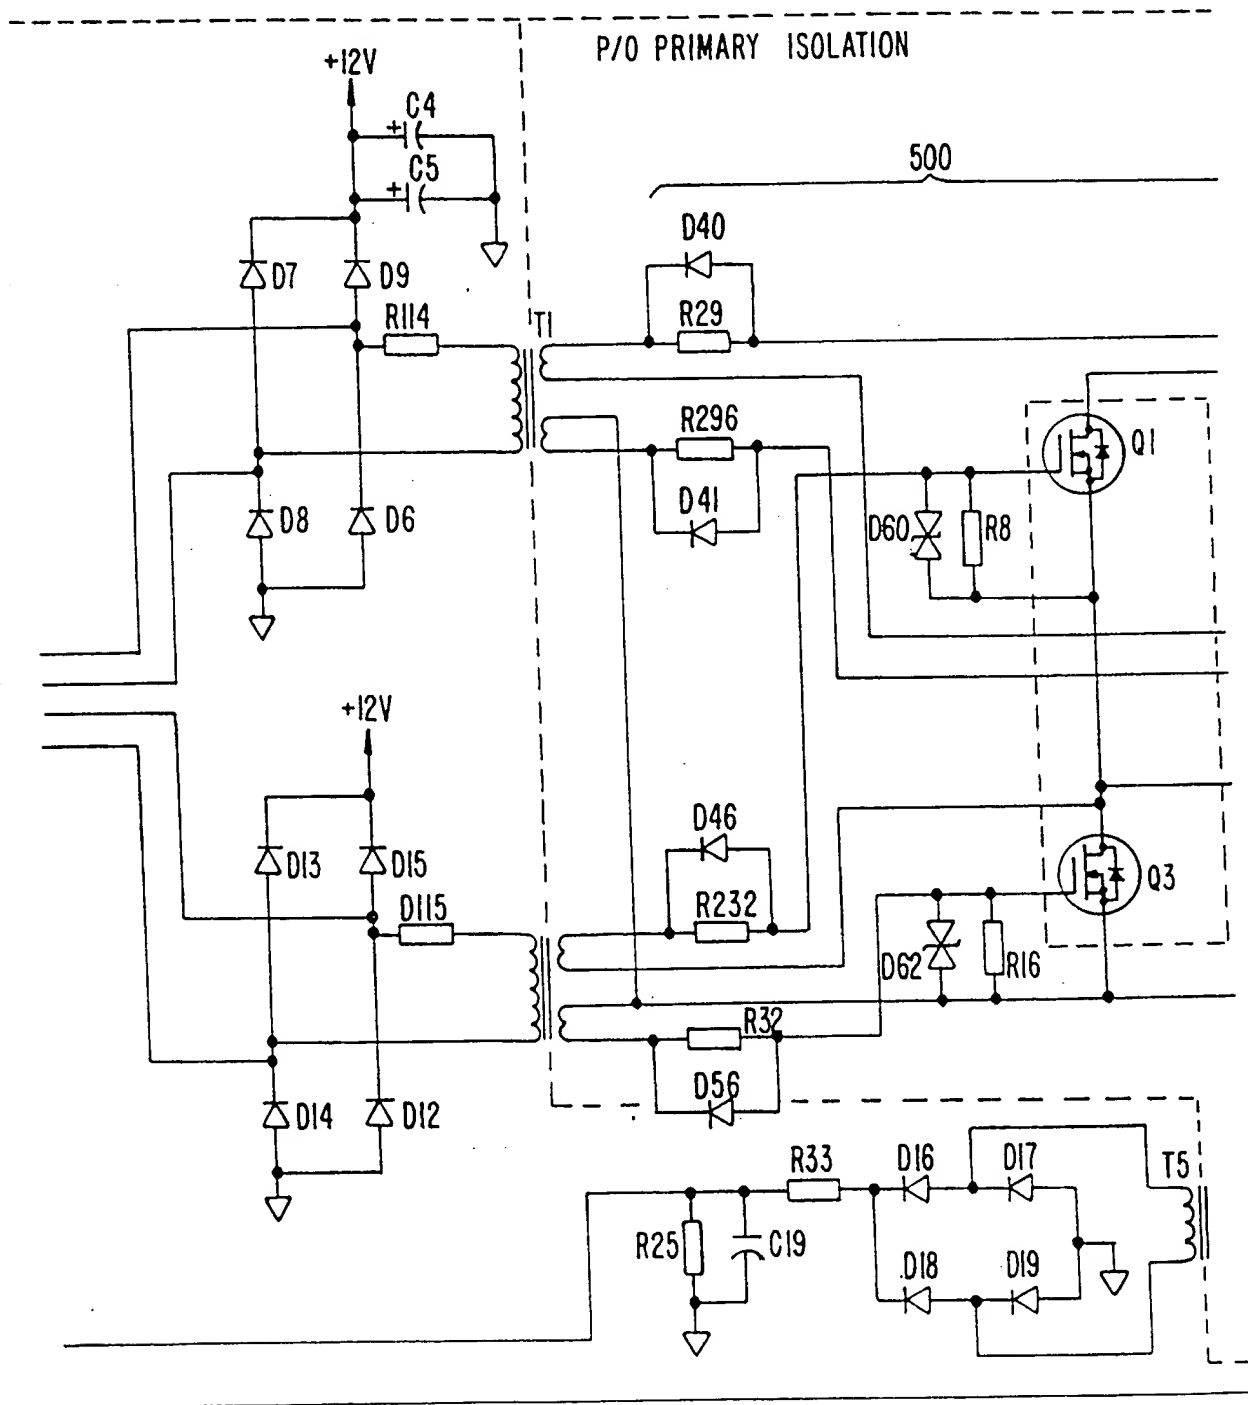 P/O PRIMARY ISOLATION
+12V
C4
C5
500
D40
D7
D9
R114
T1
R29
R296
Q1
D41
D8
D6
D60
R8
+12V
D46
D13
D15
Q3
D115
R232
D62
R16
R32
D56
D14
D12
R33
D16
D17
T5
R25
C19
D18
D19